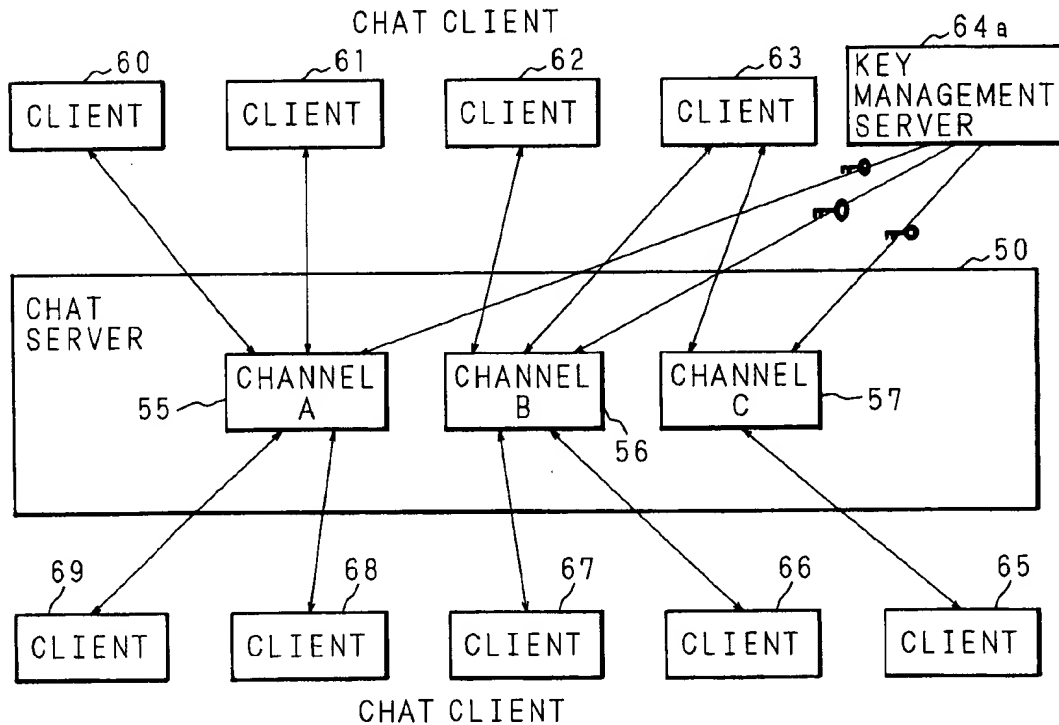 CHAT CLIENT
60
61
62
63
64a
CLIENT
CLIENT
CLIENT
CLIENT
KEY
MANAGEMENT
SERVER
50
CHAT
SERVER
CHANNEL
A
55
CHANNEL
B
56
CHANNEL
C
57
69
68
67
66
65
CLIENT
CLIENT
CLIENT
CLIENT
CLIENT
CHAT CLIENT